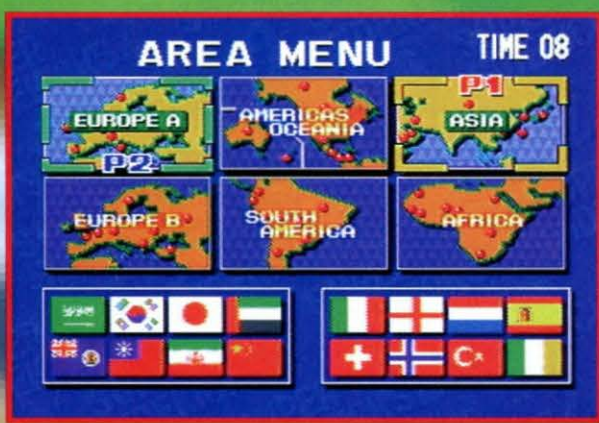 AREA MENU
TIME 08
EUROPE A
P2
AMERICAS
OCEANIA
P1
ASIA
EUROPE B
SOUTH
AMERICA
AFRICA